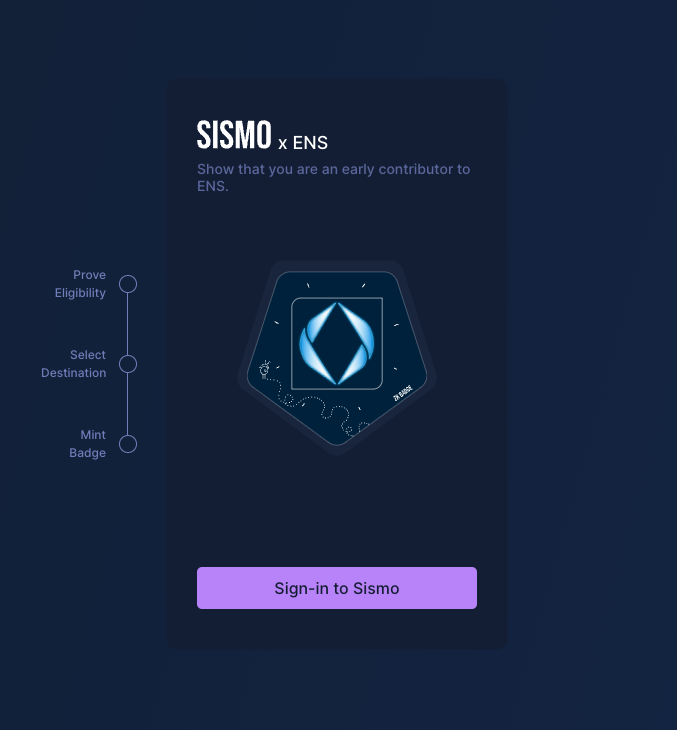 SISMO x ENS
Show that you are an early contributor to
ENS.
Prove
Eligibility
Select
Destination
Mint
Badge
ZK BADGE
Sign-in to Sismo